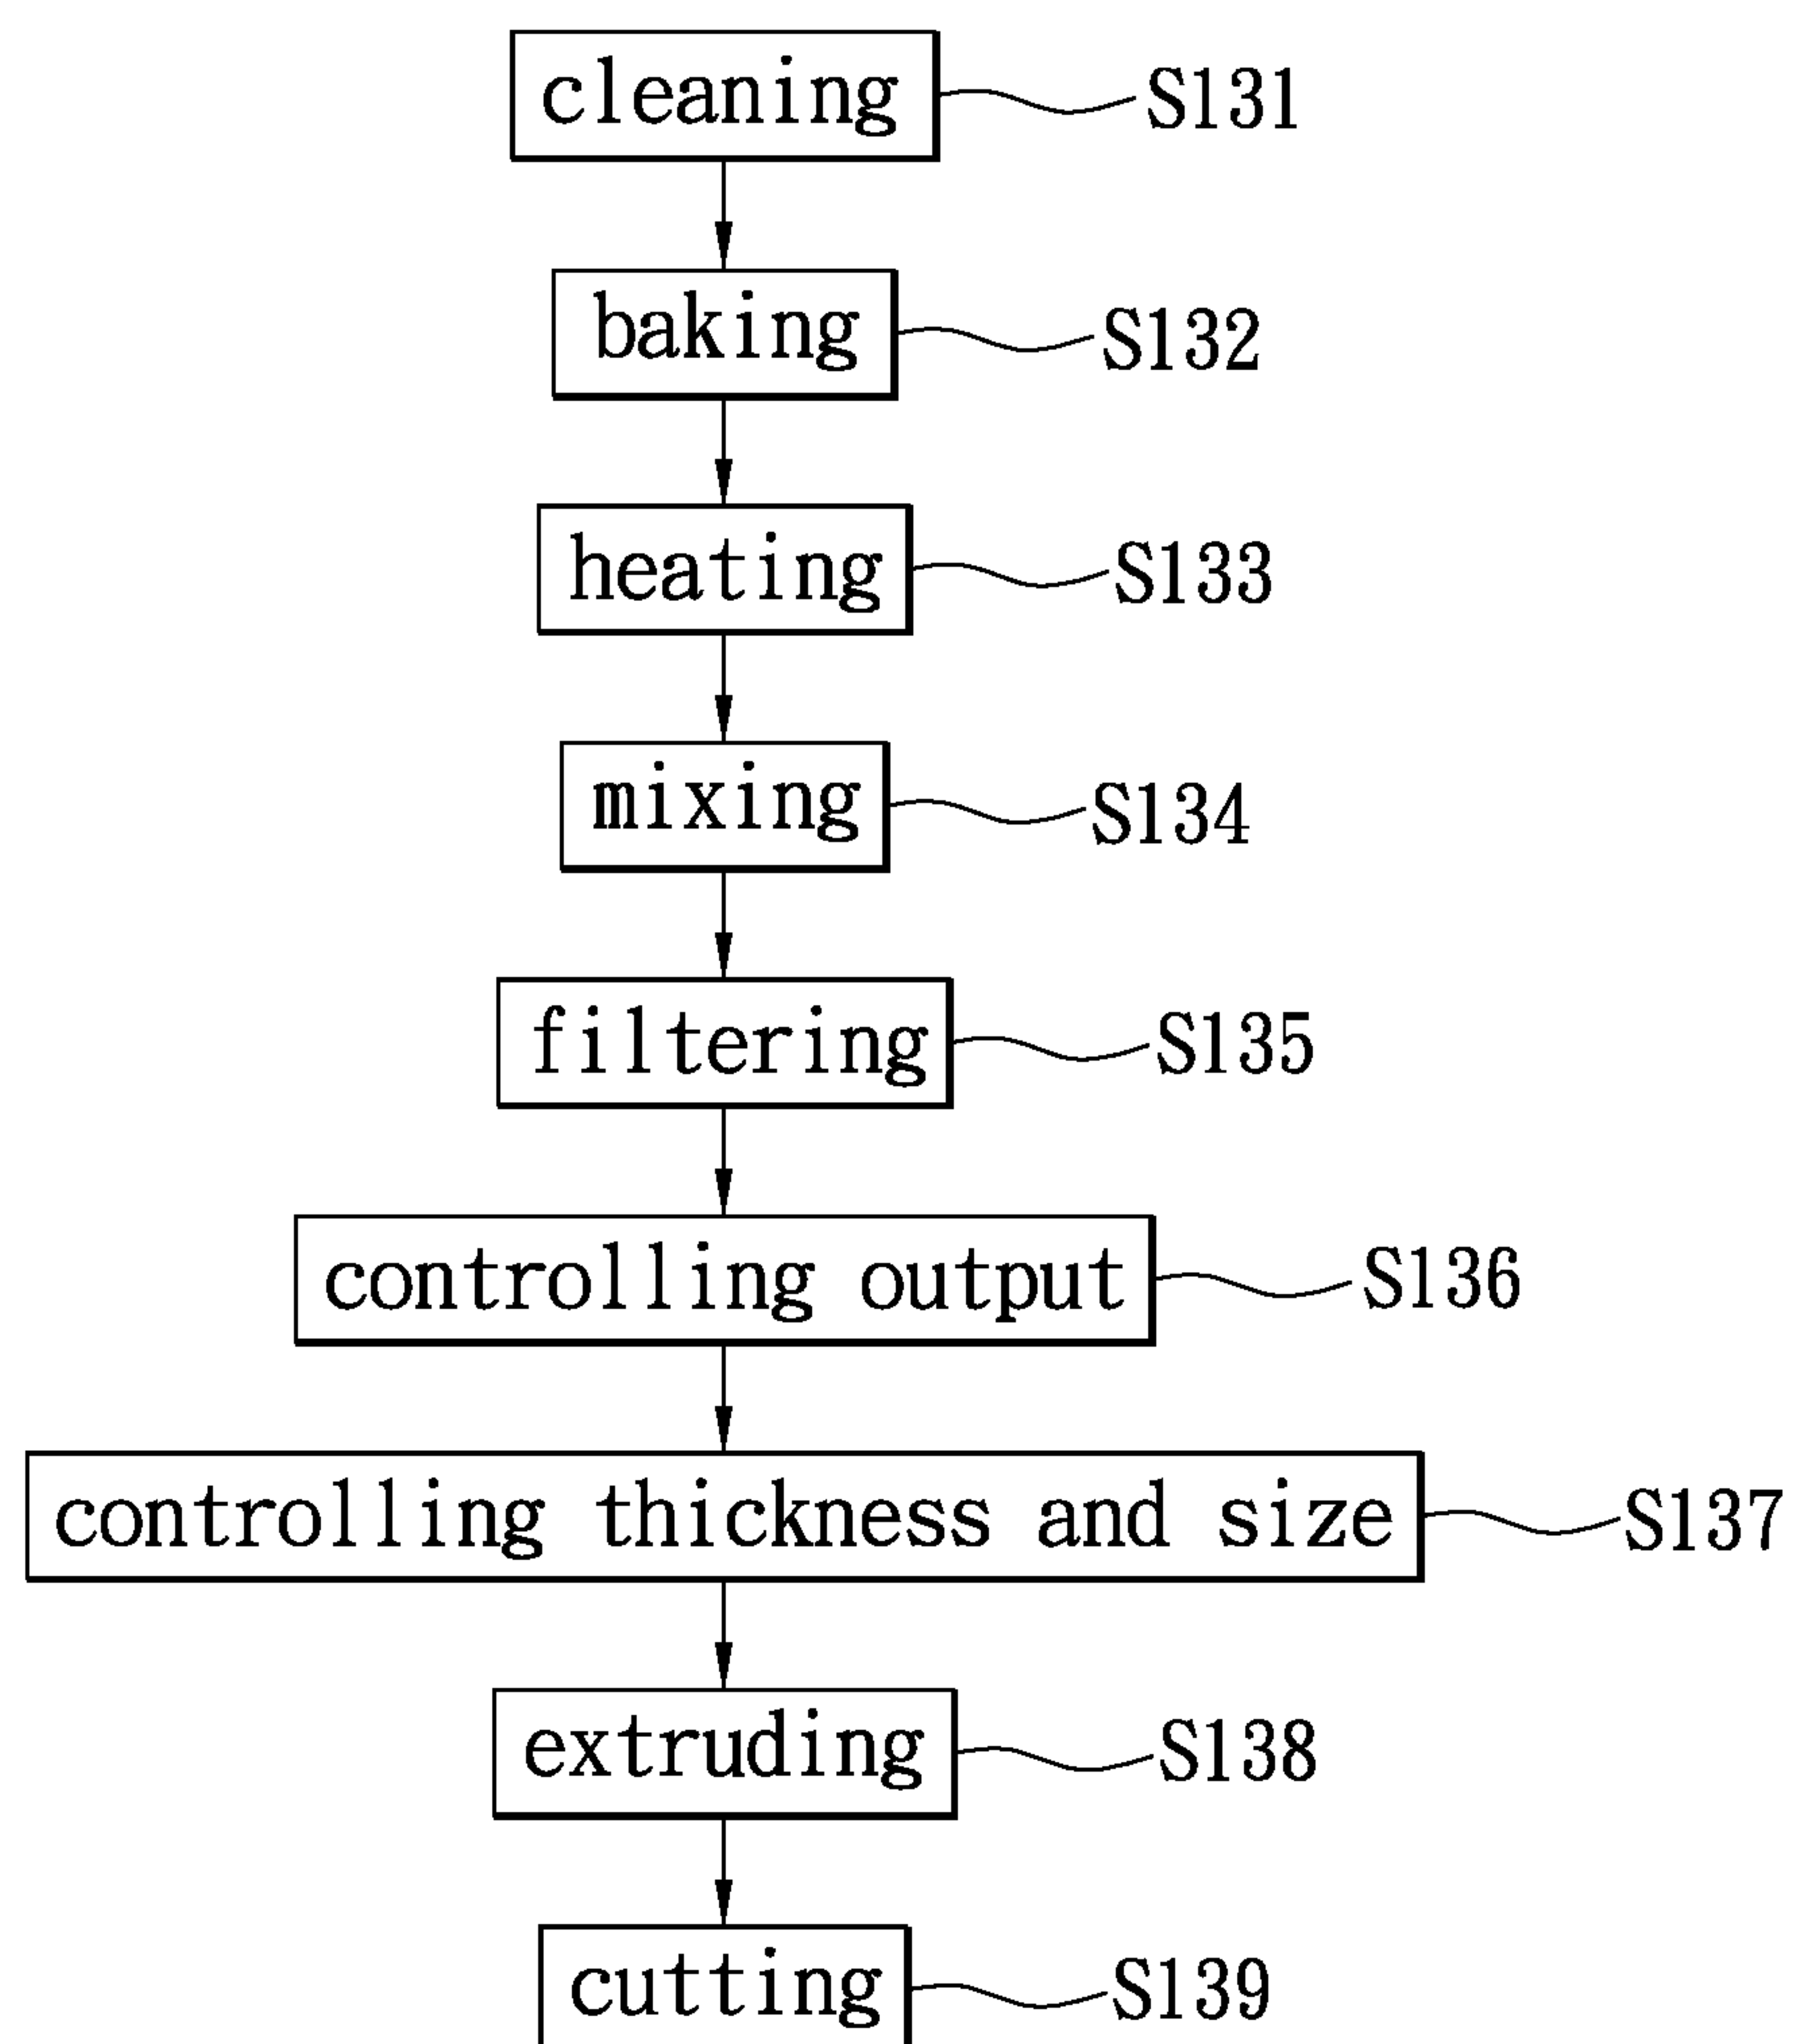 cleaning S131
baking S132
heating S133
mixing S134
filtering S135
controlling output S136
controlling thickness and size S137
extruding S138
cutting S139